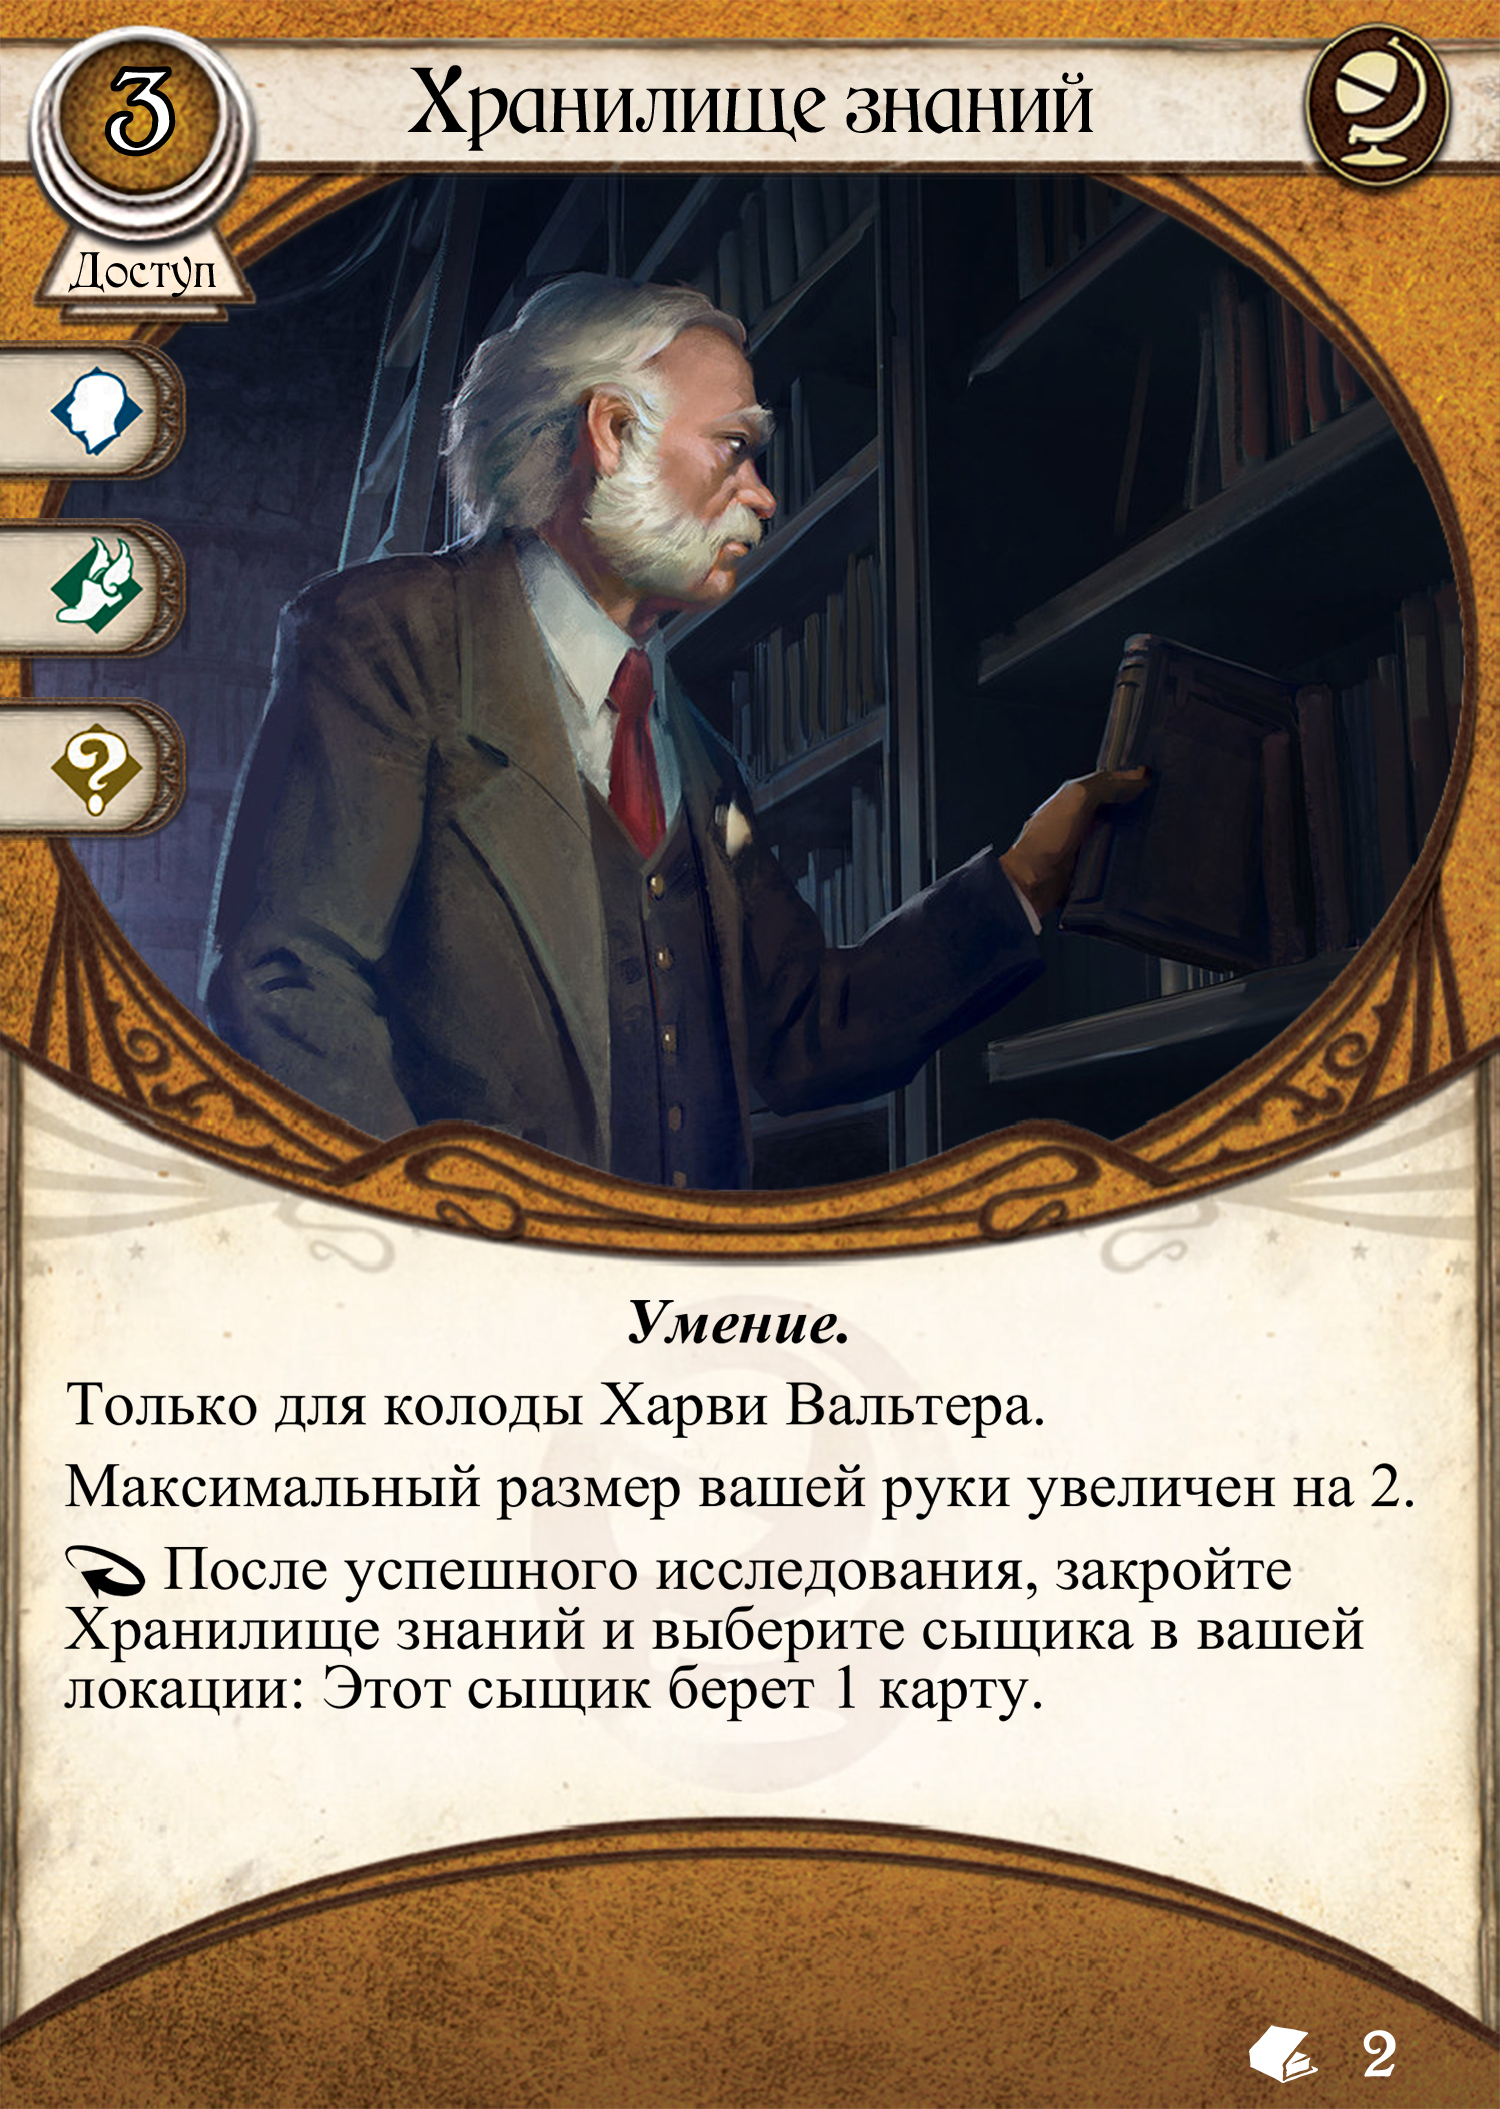 3
Хранилище знаний
Доступ
?
Умение.
Только для колоды Харви Вальтера.
Максимальный размер вашей руки увеличен на 2.
После успешного исследования, закройте
Хранилище знаний и выберите сыщика в вашей
локации: Этот сыщик берет 1 карту.
2